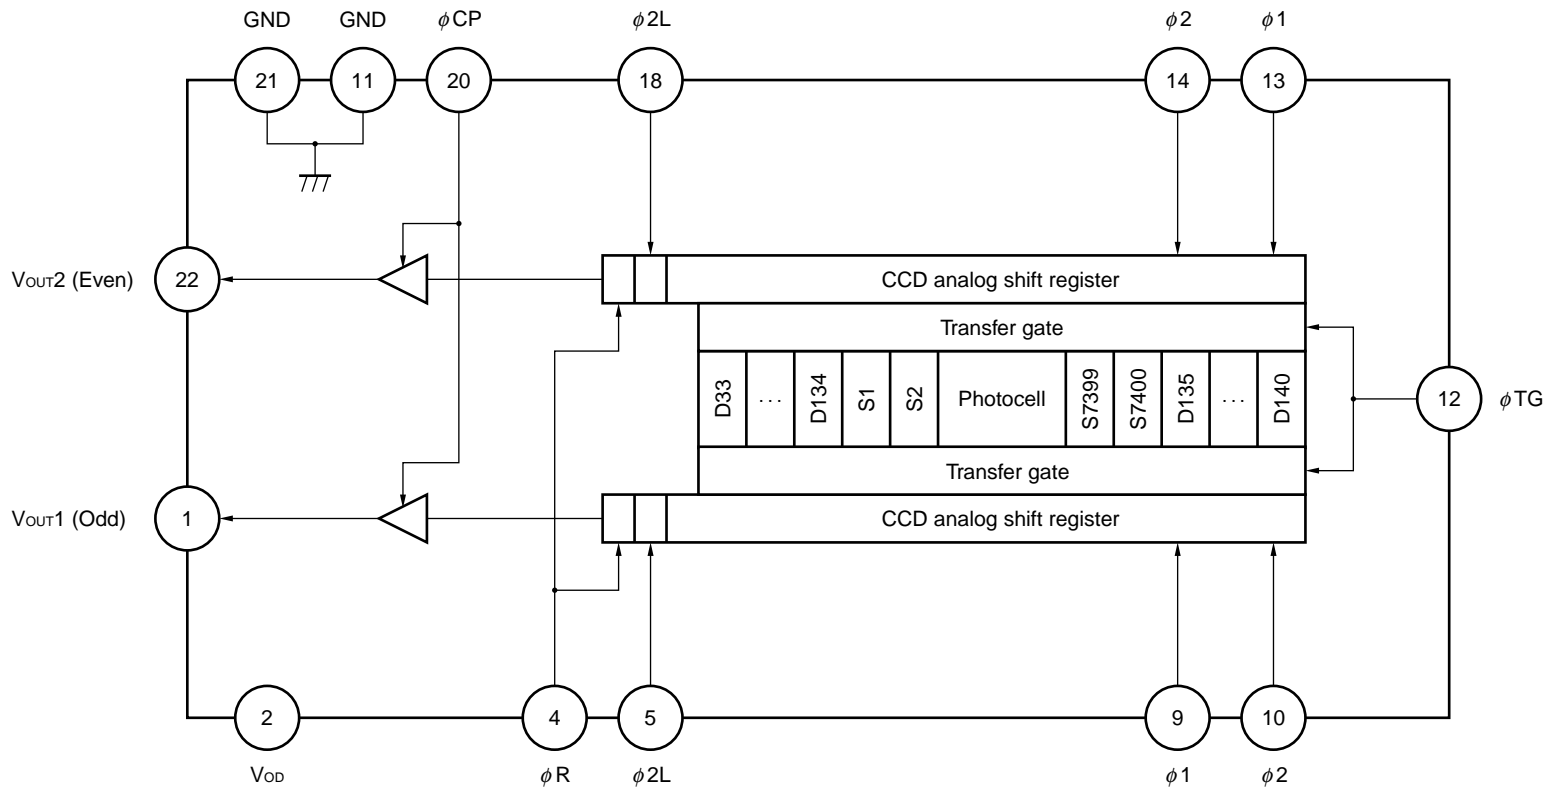 GND GND ϕCP ϕ2L ϕ2 ϕ1
21 11 20 18 14 13
VOUT2 (Even) 22 CCD analog shift register
Transfer gate
D33 ... D134 S1 S2 Photocell S7399 S7400 D135 ... D140
12 ϕTG
Transfer gate
VOUT1 (Odd) 1 CCD analog shift register
2 4 5 9 10
VOD ϕR ϕ2L ϕ1 ϕ2